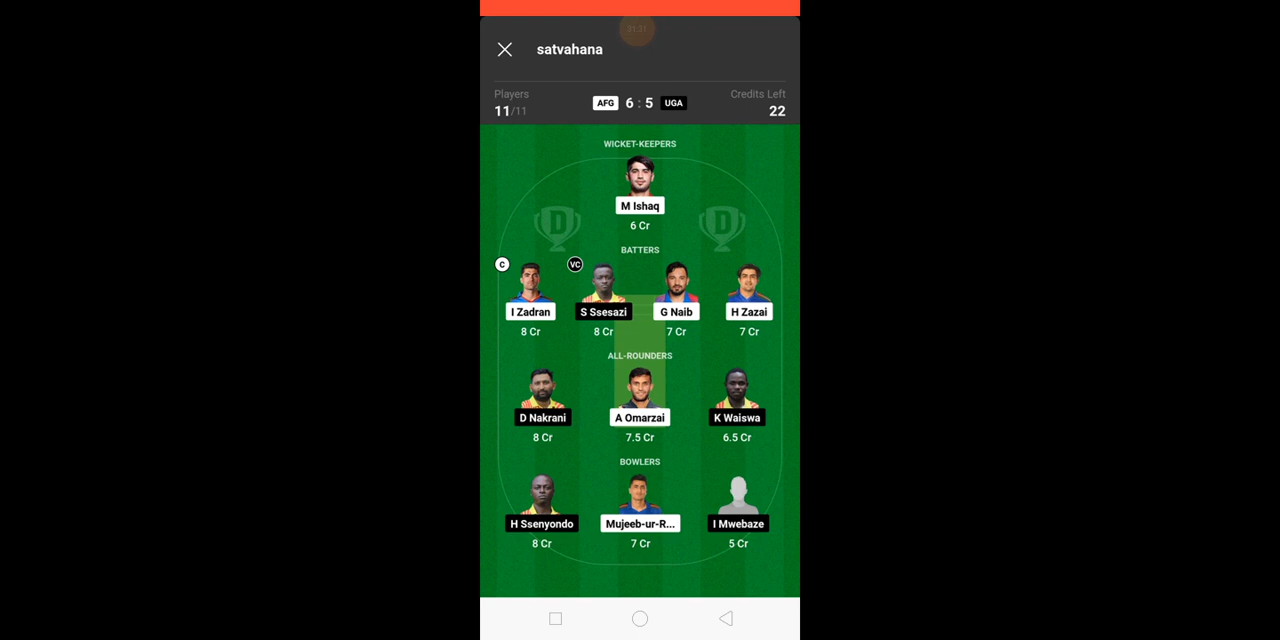 21:21
satvahana
Players
11/11
AFG 6 : 5 UGA
Credits Left
22
WICKET-KEEPERS
M Ishaq
6 Cr
BATTERS
C
VC
I Zadran
S Ssesazi
G Naib
H Zazai
8 Cr
8 Cr
7 Cr
7 Cr
ALL-ROUNDERS
D Nakrani
A Omarzai
K Waiswa
8 Cr
7.5 Cr
6.5 Cr
BOWLERS
H Ssenyondo
Mujeeb-ur-R...
I Mwebaze
8 Cr
7 Cr
5 Cr